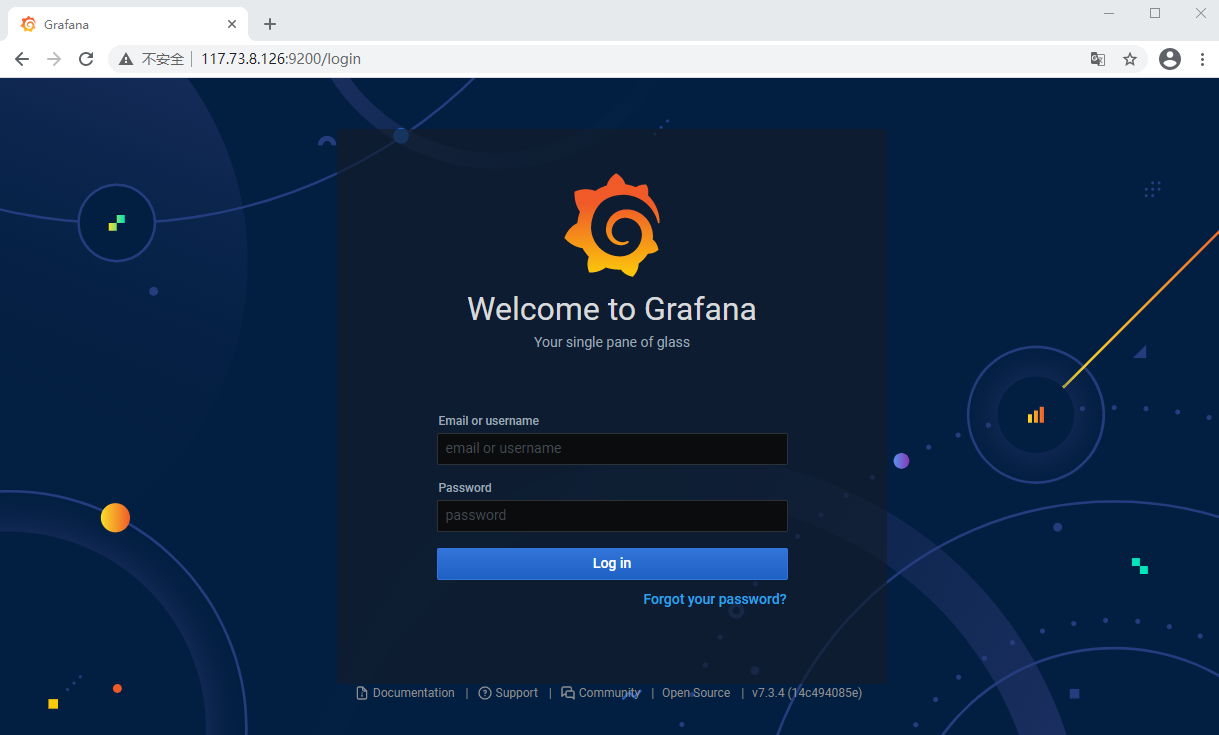 Grafana
不安全 117.73.8.126:9200/login
Welcome to Grafana
Your single pane of glass
Email or username
email or username
Password
password
Log in
Forgot your password?
Documentation | Support | Community | Open Source | v7.3.4 (14c494085e)